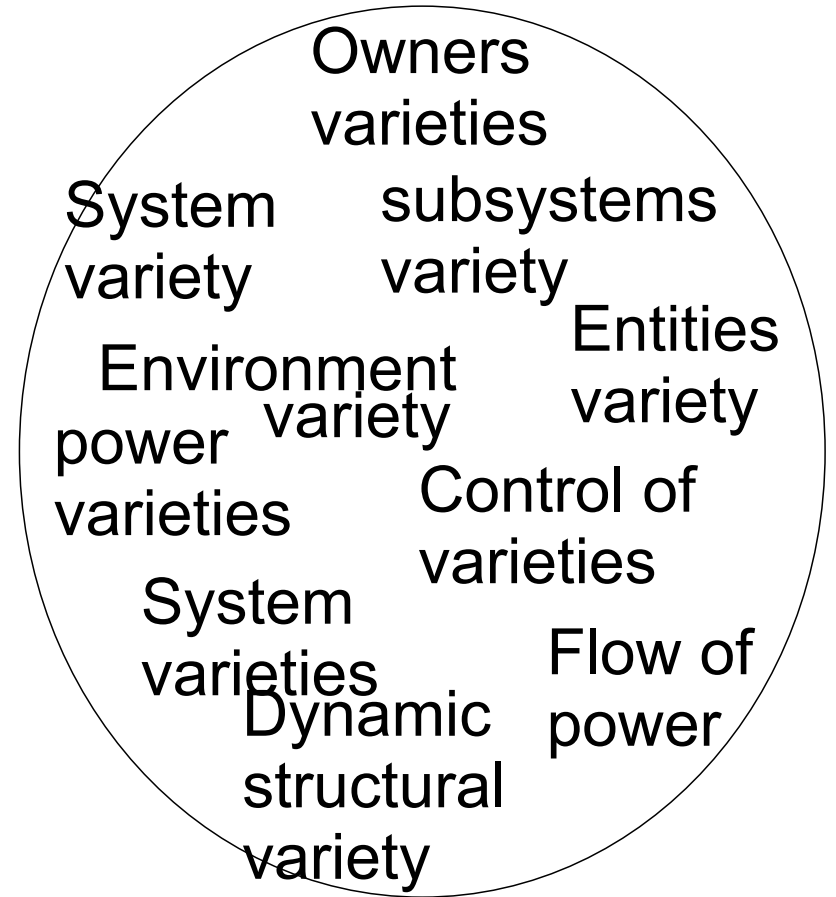 Owners
varieties
System
variety
subsystems
variety
Entities
variety
Environment
variety
power
varieties
Control of
varieties
System
varieties
Flow of
power
Dynamic
structural
variety